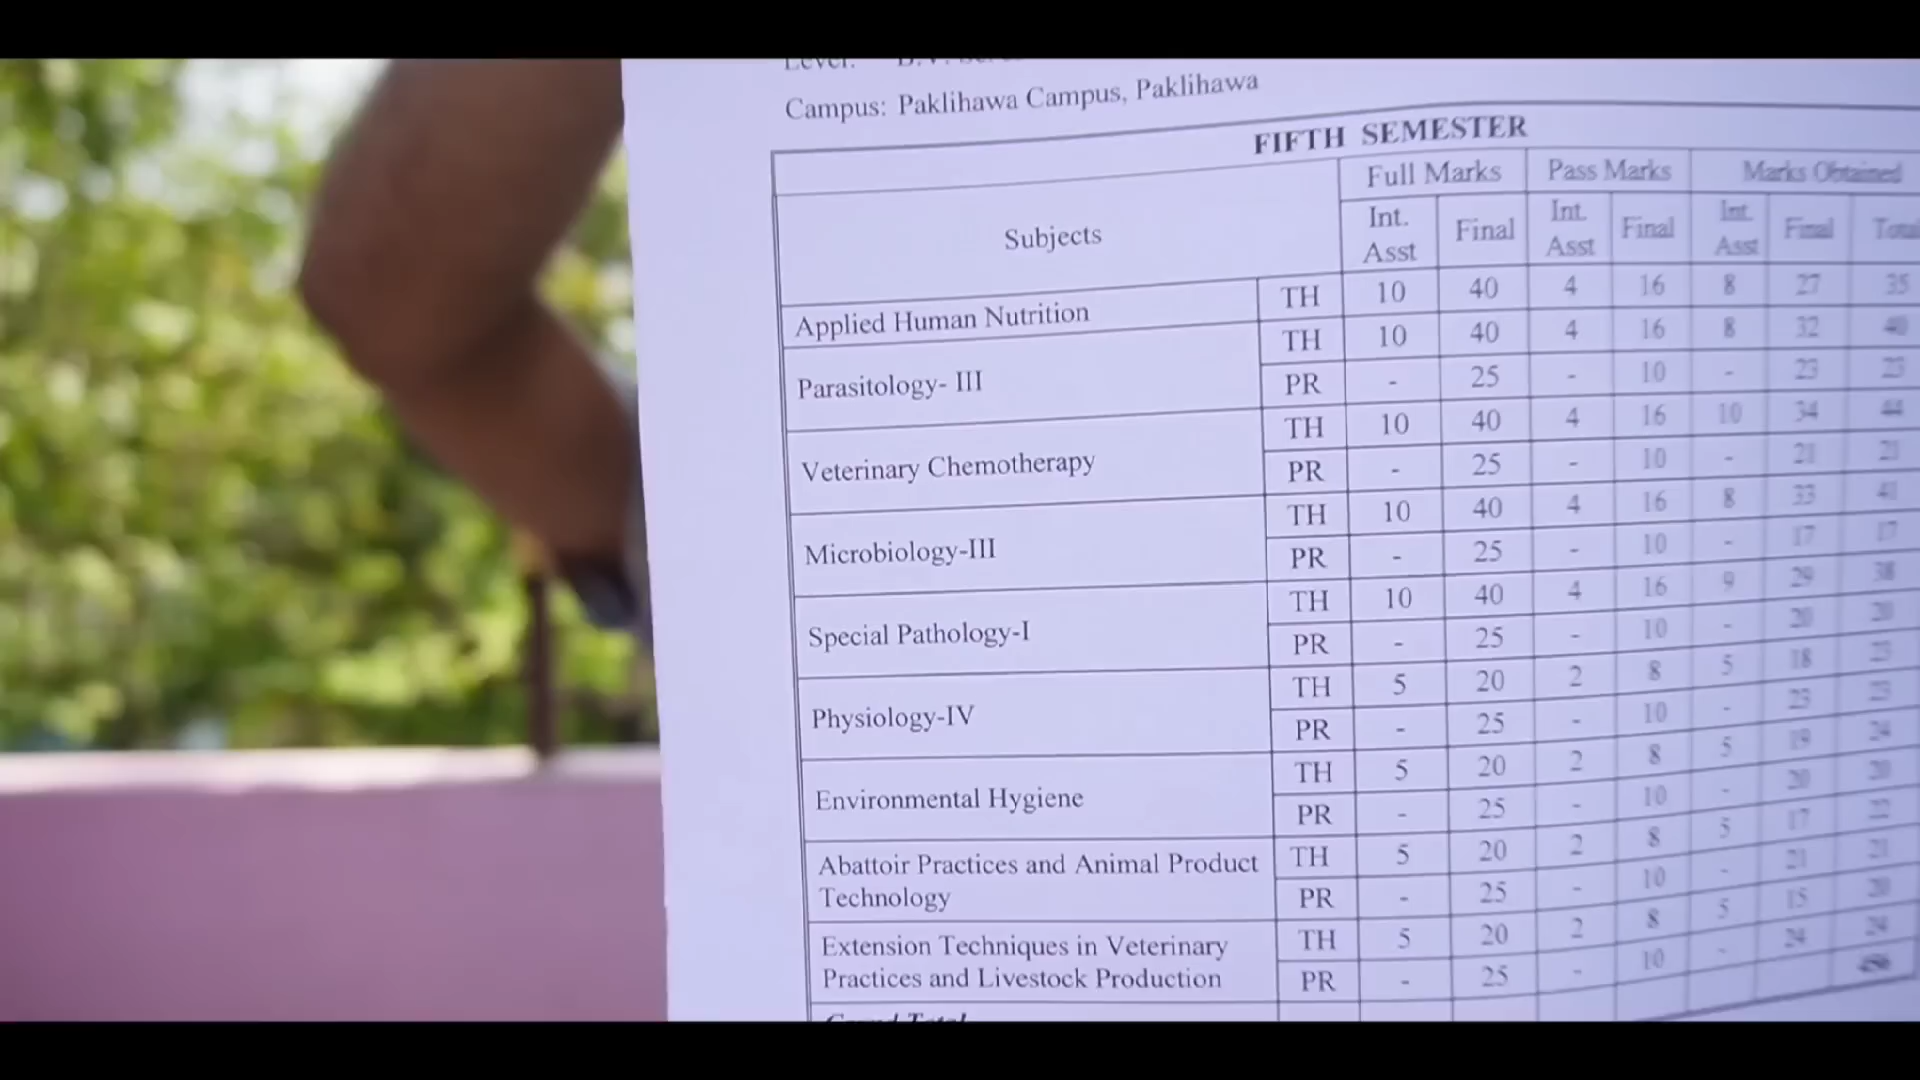 Campus: Paklihawa Campus, Paklihawa
FIFTH SEMESTER
Subjects Full Marks Pass Marks Marks Obtained
Int. Asst Final Int. Asst Final Int. Asst Final Total
Applied Human Nutrition TH 10 40 4 16 8 27 35
Parasitology- III TH 10 40 4 16 8 32 40
PR - 25 - 10 - 23 23
Veterinary Chemotherapy TH 10 40 4 16 10 34 44
PR - 25 - 10 - 21 21
Microbiology-III TH 10 40 4 16 8 33 41
PR - 25 - 10 - 17 17
Special Pathology-I TH 10 40 4 16 9 29 38
PR - 25 - 10 - 20 20
Physiology-IV TH 5 20 2 8 5 18 23
PR - 25 - 10 - 23 23
Environmental Hygiene TH 5 20 2 8 5 19 24
PR - 25 - 10 - 20 20
Abattoir Practices and Animal Product
Technology TH 5 20 2 8 5 17 22
PR - 25 - 10 - 21 21
Extension Techniques in Veterinary
Practices and Livestock Production TH 5 20 2 8 5 15 20
PR - 25 - 10 - 24 24